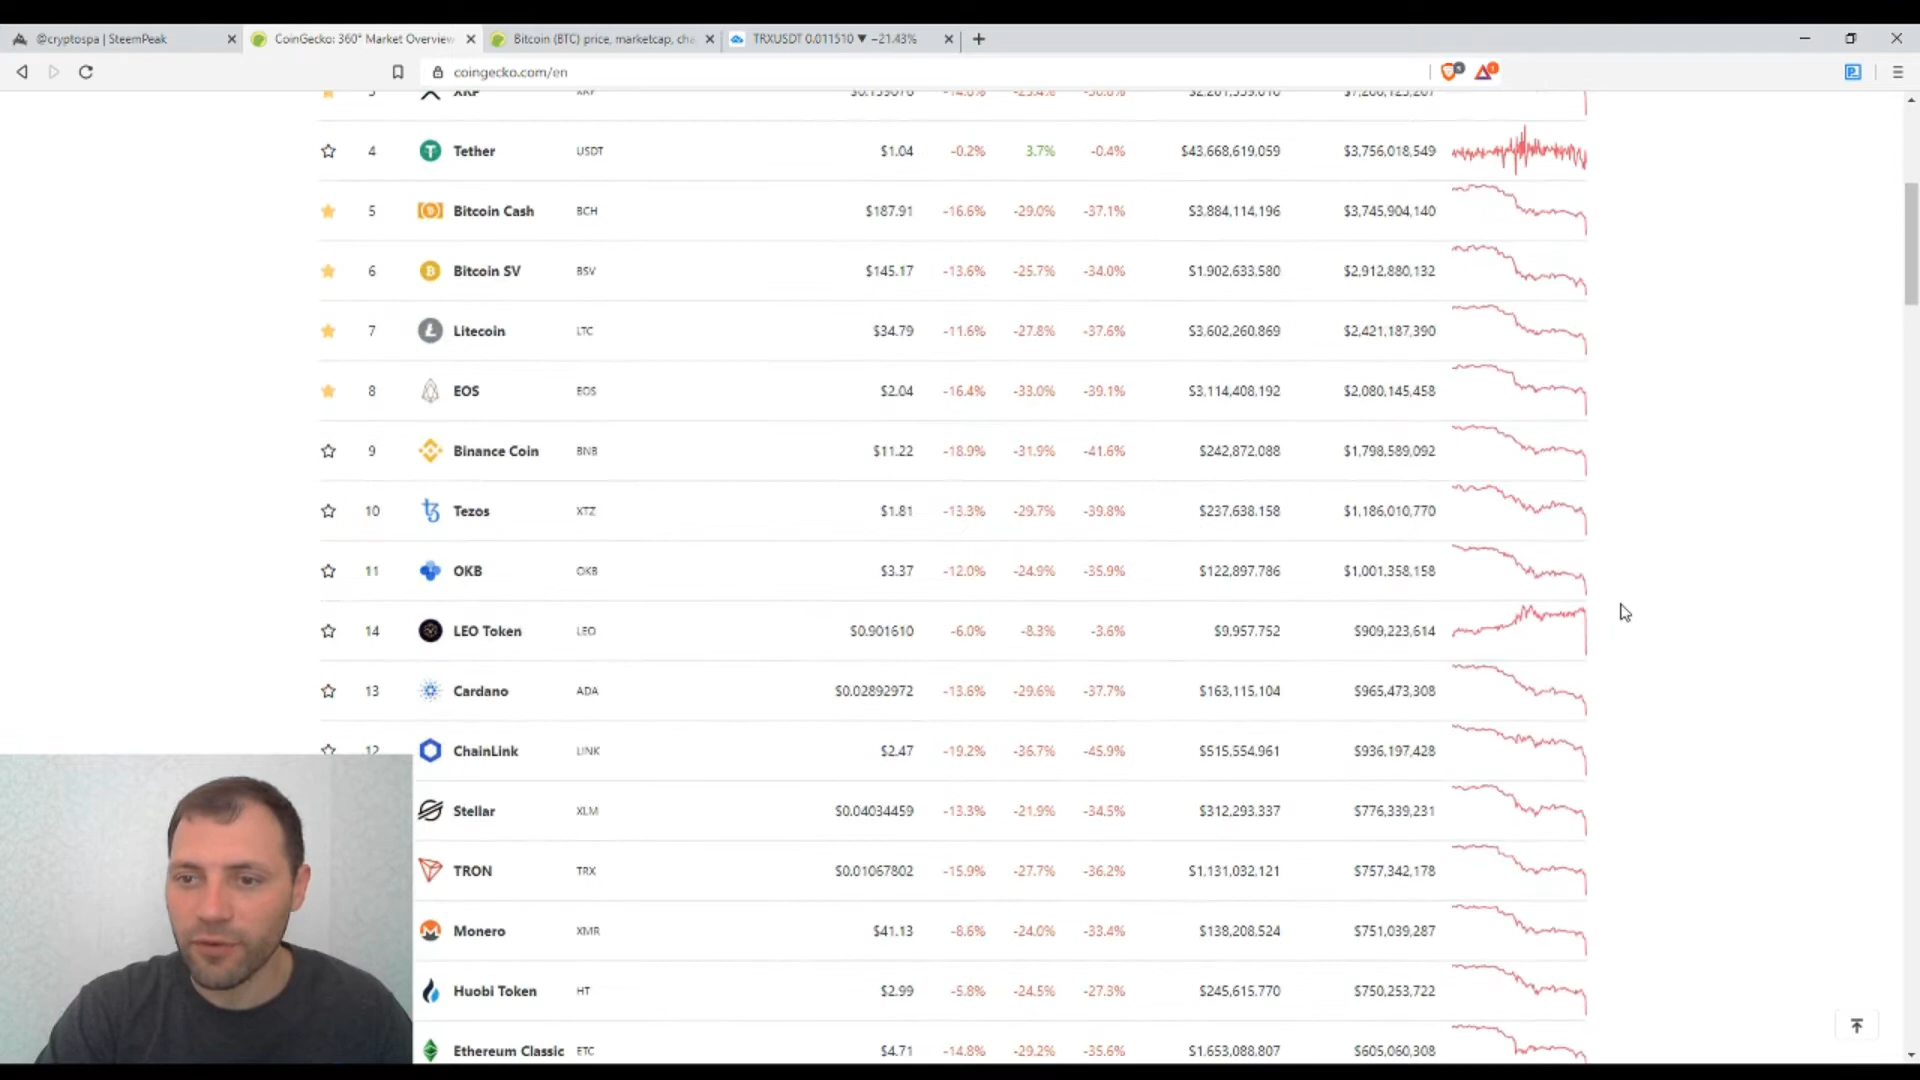 @cryptospa | SteemPeak
CoinGecko: 360° Market Overview
Bitcoin (BTC) price, marketcap, cha
TRXUSDT 0.011510 ▼ −21.43%
coingecko.com/en
4 Tether USDT $1.04 -0.2% 3.7% -0.4% $43,668,619,059 $3,756,018,549
5 Bitcoin Cash BCH $187.91 -16.6% -29.0% -37.1% $3,884,114,196 $3,745,904,140
6 Bitcoin SV BSV $145.17 -13.6% -25.7% -34.0% $1,902,633,580 $2,912,880,132
7 Litecoin LTC $34.79 -11.6% -27.8% -37.6% $3,602,260,869 $2,421,187,390
8 EOS EOS $2.04 -16.4% -33.0% -39.1% $3,114,408,192 $2,080,145,458
9 Binance Coin BNB $11.22 -18.9% -31.9% -41.6% $242,872,088 $1,798,589,092
10 Tezos XTZ $1.81 -13.3% -29.7% -39.8% $237,638,158 $1,186,010,770
11 OKB OKB $3.37 -12.0% -24.9% -35.9% $122,897,786 $1,001,358,158
14 LEO Token LEO $0.901610 -6.0% -8.3% -3.6% $9,957,752 $909,223,614
13 Cardano ADA $0.02892972 -13.6% -29.6% -37.7% $163,115,104 $965,473,308
12 ChainLink LINK $2.47 -19.2% -36.7% -45.9% $515,554,961 $936,197,428
Stellar XLM $0.04034459 -13.3% -21.9% -34.5% $312,293,337 $776,339,231
TRON TRX $0.01067802 -15.9% -27.7% -36.2% $1,131,032,121 $757,342,178
Monero XMR $41.13 -8.6% -24.0% -33.4% $138,208,524 $751,039,287
Huobi Token HT $2.99 -5.8% -24.5% -27.3% $245,615,770 $750,253,722
Ethereum Classic ETC $4.71 -14.8% -29.2% -35.6% $1,653,088,807 $605,060,308